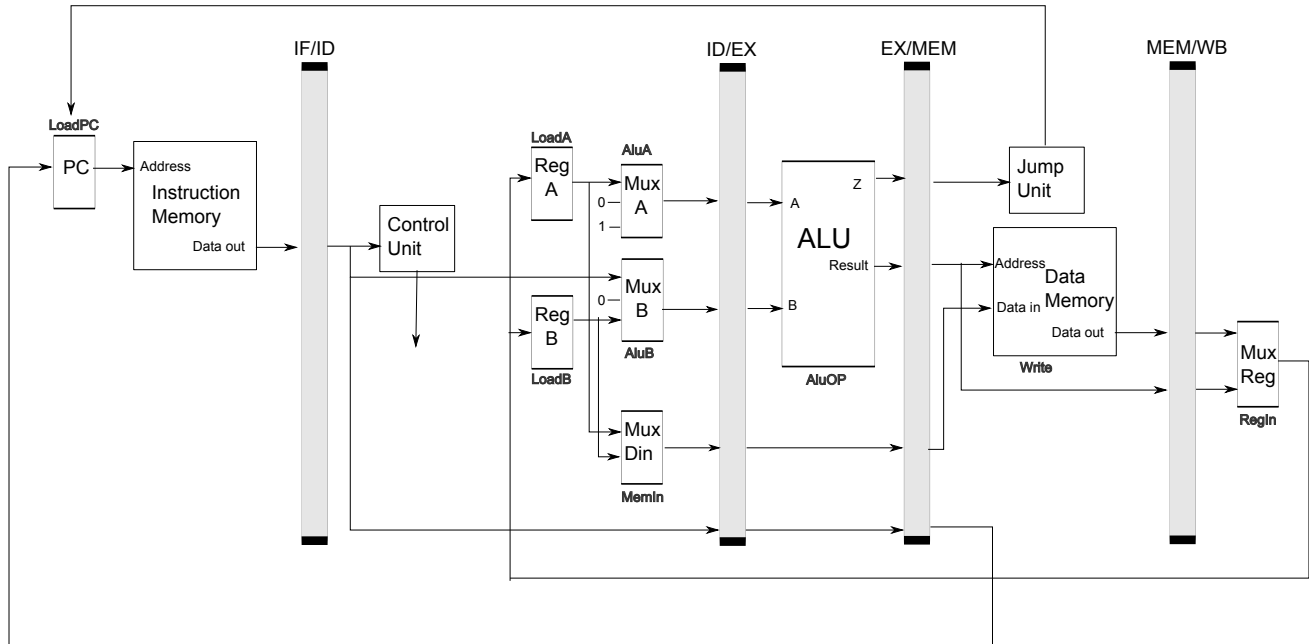 IF/ID
ID/EX
EX/MEM
MEM/WB
LoadPC
PC
Address
Instruction
Memory
Data out
Control
Unit
LoadA
Reg
A
AluA
Mux
A
0
1
Mux
B
0
AluB
Reg
B
LoadB
Mux
Din
MemIn
Z
A
ALU
Result
B
AluOP
Jump
Unit
Address
Data
Memory
Data in
Data out
Write
Mux
Reg
RegIn